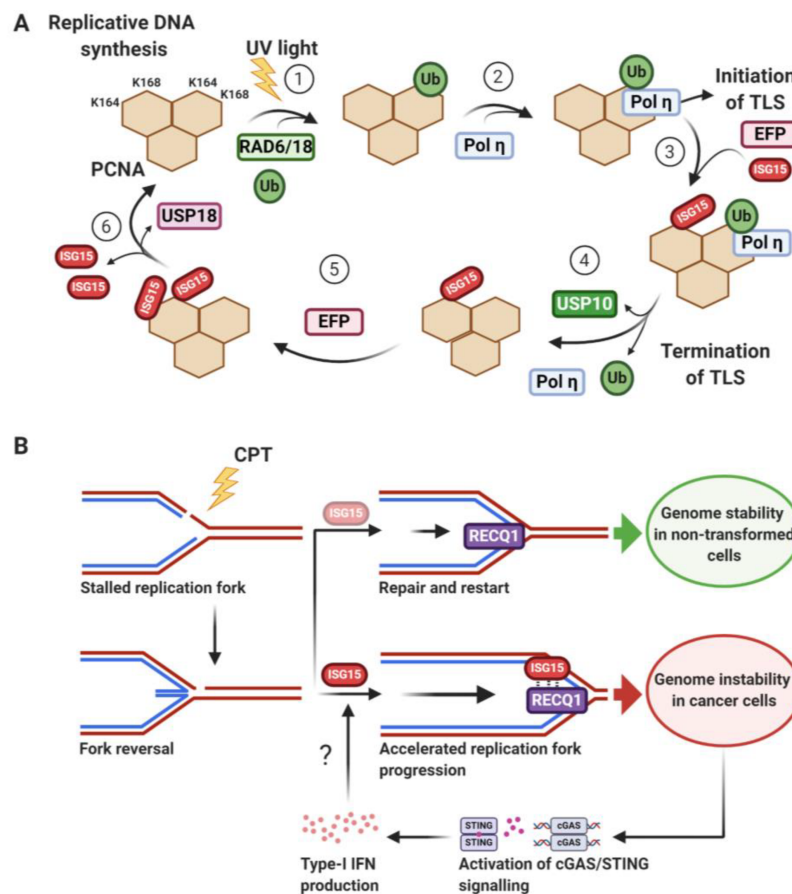 A
Replicative DNA
synthesis
UV light
1
K168
K164
K164
K168
RAD6/18
Ub
PCNA
Ub
2
Pol η
Ub
Pol η
Initiation
of TLS
EFP
ISG15
3
ISG15
Ub
Pol η
4
USP10
Pol η
Ub
Termination
of TLS
ISG15
5
EFP
ISG15
ISG15
6
USP18
ISG15
ISG15
B
CPT
Stalled replication fork
ISG15
RECQ1
Repair and restart
Genome stability
in non-transformed
cells
Fork reversal
ISG15
ISG15
RECQ1
Accelerated replication fork
progression
Genome instability
in cancer cells
?
Type-I IFN
production
STING
STING
cGAS
cGAS
Activation of cGAS/STING
signalling